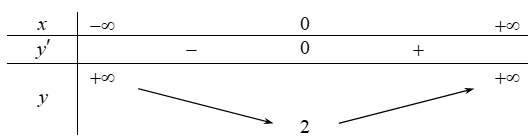 x −∞ 0 +∞
y′ − 0 +
+∞ +∞
y
2